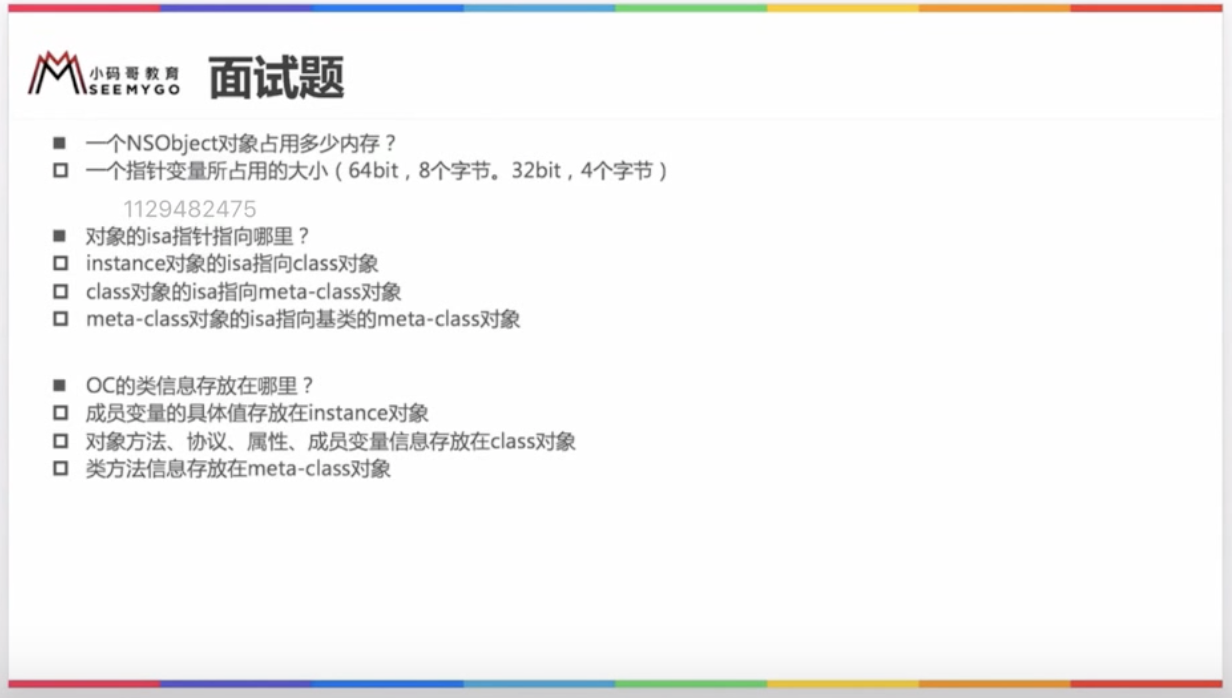 小码哥教育
SEEMYGO
面试题
一个NSObject对象占用多少内存？
一个指针变量所占用的大小（64bit，8个字节。32bit，4个字节）
1129482475
对象的isa指针指向哪里？
instance对象的isa指向class对象
class对象的isa指向meta-class对象
meta-class对象的isa指向基类的meta-class对象
OC的类信息存放在哪里？
成员变量的具体值存放在instance对象
对象方法、协议、属性、成员变量信息存放在class对象
类方法信息存放在meta-class对象